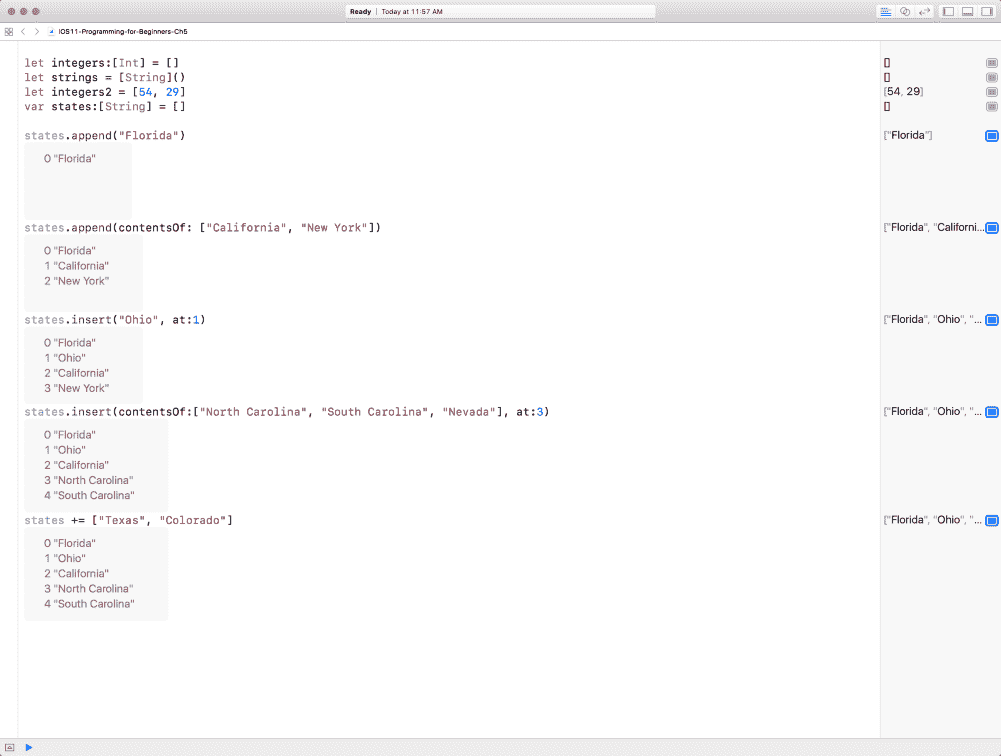 Ready | Today at 11:57 AM
iOS11-Programming-for-Beginners-Ch5
let integers:[Int] = []
[]
let strings = [String]()
[]
let integers2 = [54, 29]
[54, 29]
var states:[String] = []
[]
states.append("Florida")
["Florida"]
0 "Florida"
states.append(contentsOf: ["California", "New York"])
["Florida", "Californi...
0 "Florida"
1 "California"
2 "New York"
states.insert("Ohio", at:1)
["Florida", "Ohio", "...
0 "Florida"
1 "Ohio"
2 "California"
3 "New York"
states.insert(contentsOf:["North Carolina", "South Carolina", "Nevada"], at:3)
["Florida", "Ohio", "...
0 "Florida"
1 "Ohio"
2 "California"
3 "North Carolina"
4 "South Carolina"
states += ["Texas", "Colorado"]
["Florida", "Ohio", "...
0 "Florida"
1 "Ohio"
2 "California"
3 "North Carolina"
4 "South Carolina"